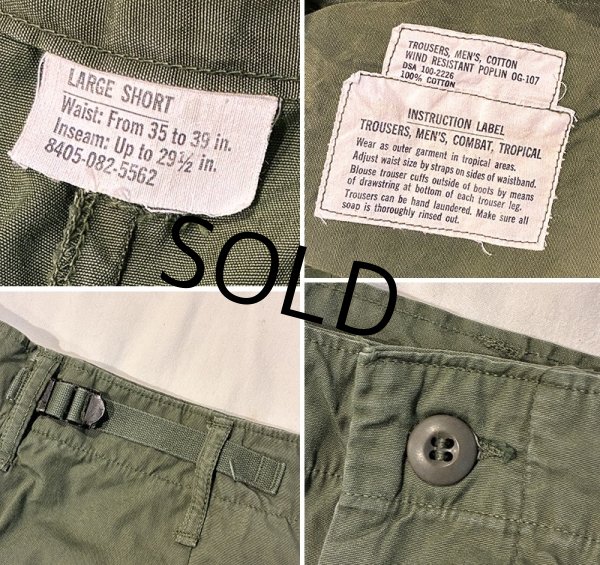 LARGE SHORT
Waist: From 35 to 39 in.
Inseam: Up to 29½ in.
8405-082-5562
TROUSERS, MEN'S, COTTON
WIND RESISTANT POPLIN OG-107
DSA 100-2226
100% COTTON
INSTRUCTION LABEL
TROUSERS, MEN'S, COMBAT, TROPICAL
Wear as outer garment in tropical areas.
Adjust waist size by straps on sides of waistband.
Blouse trouser cuffs outside of boots by means
of drawstring at bottom of each trouser leg.
Trousers can be hand laundered. Make sure all
soap is thoroughly rinsed out.
SOLD